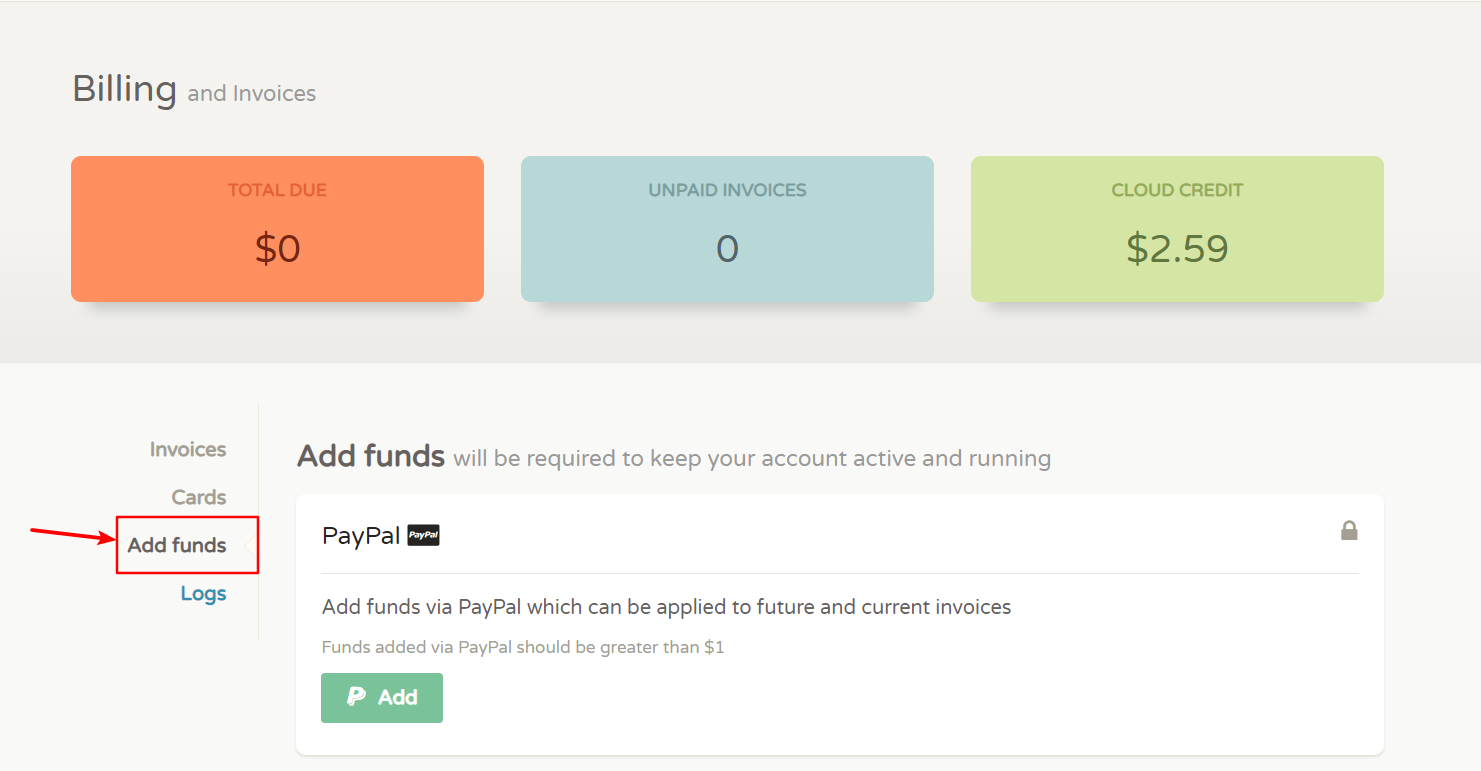 Billing and Invoices
TOTAL DUE
$0
UNPAID INVOICES
0
CLOUD CREDIT
$2.59
Invoices
Cards
Add funds
Logs
Add funds will be required to keep your account active and running
PayPal PayPal
Add funds via PayPal which can be applied to future and current invoices
Funds added via PayPal should be greater than $1
Add